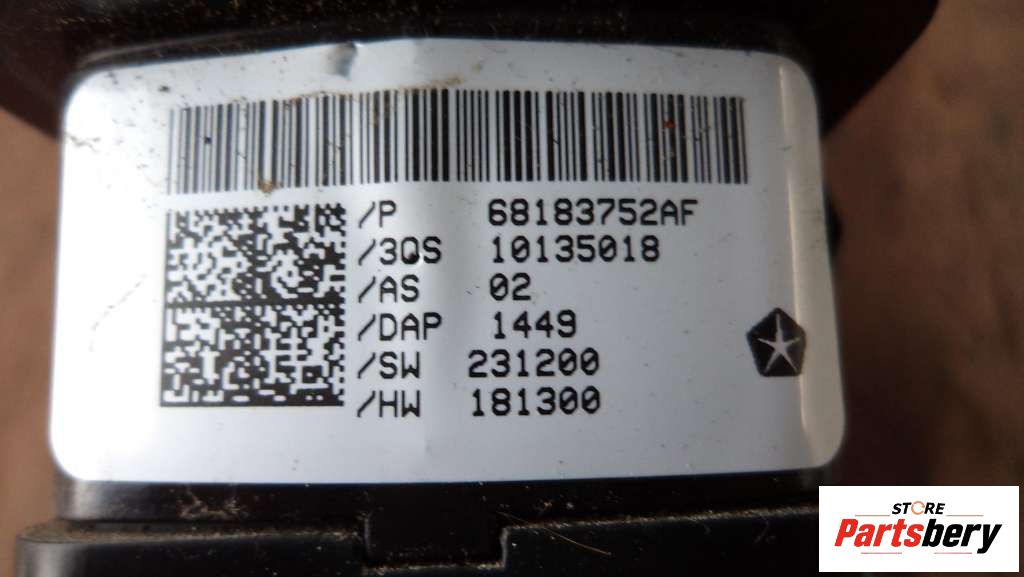 /P 68183752AF
/3QS 10135018
/AS 02
/DAP 1449
/SW 231200
/HW 181300
STORE
Partsbery